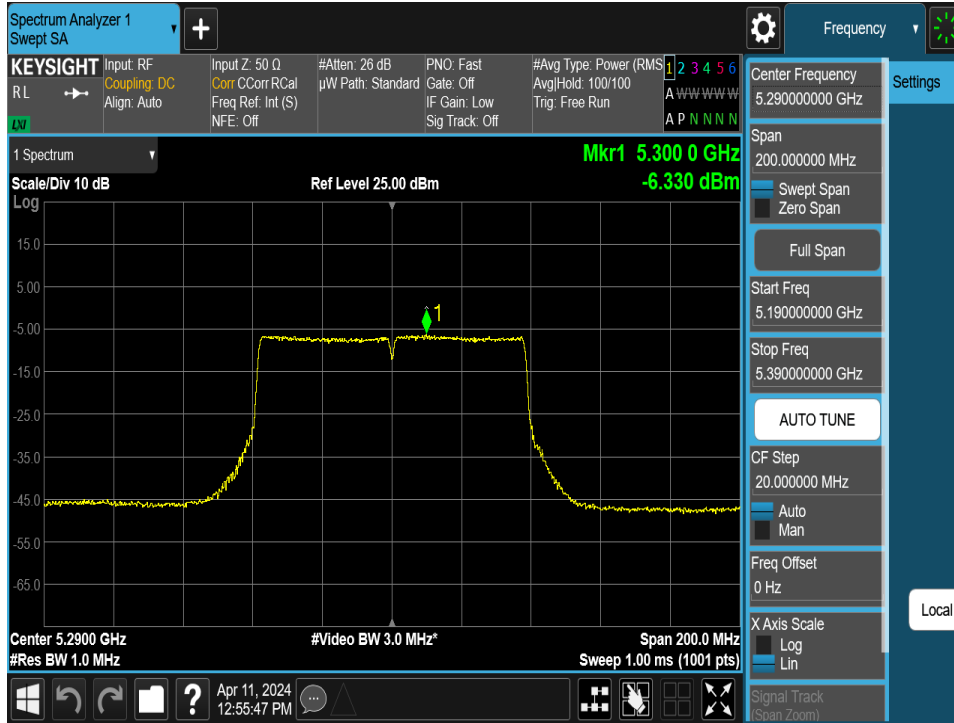 Spectrum Analyzer 1
Swept SA
+
Frequency
KEYSIGHT
RL
LXI
Input: RF
Coupling: DC
Align: Auto
Input Z: 50 Ω
Corr CCorr RCal
Freq Ref: Int (S)
NFE: Off
#Atten: 26 dB
µW Path: Standard
PNO: Fast
Gate: Off
IF Gain: Low
Sig Track: Off
#Avg Type: Power (RMS
Avg|Hold: 100/100
Trig: Free Run
1 2 3 4 5 6
A W W W W W
A P N N N N
1 Spectrum
Mkr1 5.300 0 GHz
Scale/Div 10 dB
Ref Level 25.00 dBm
-6.330 dBm
Log
15.0
5.00
1
-5.00
-15.0
-25.0
-35.0
-45.0
-55.0
-65.0
Center 5.2900 GHz
#Video BW 3.0 MHz*
Span 200.0 MHz
#Res BW 1.0 MHz
Sweep 1.00 ms (1001 pts)
Center Frequency
5.290000000 GHz
Span
200.000000 MHz
Swept Span
Zero Span
Full Span
Start Freq
5.190000000 GHz
Stop Freq
5.390000000 GHz
AUTO TUNE
CF Step
20.000000 MHz
Auto
Man
Freq Offset
0 Hz
X Axis Scale
Log
Lin
Signal Track
(Span Zoom)
Settings
Local
?
Apr 11, 2024
12:55:47 PM